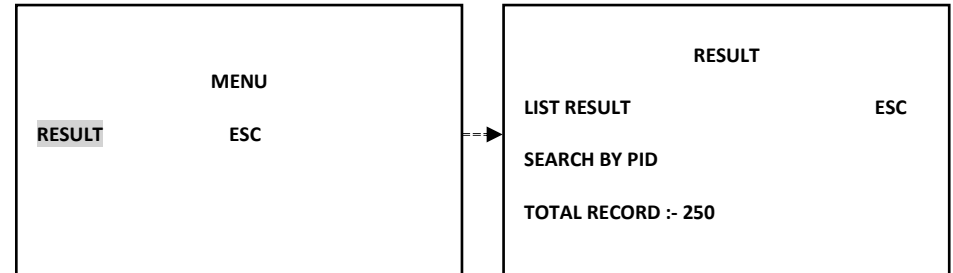 MENU
RESULT ESC
RESULT
LIST RESULT ESC
SEARCH BY PID
TOTAL RECORD :- 250